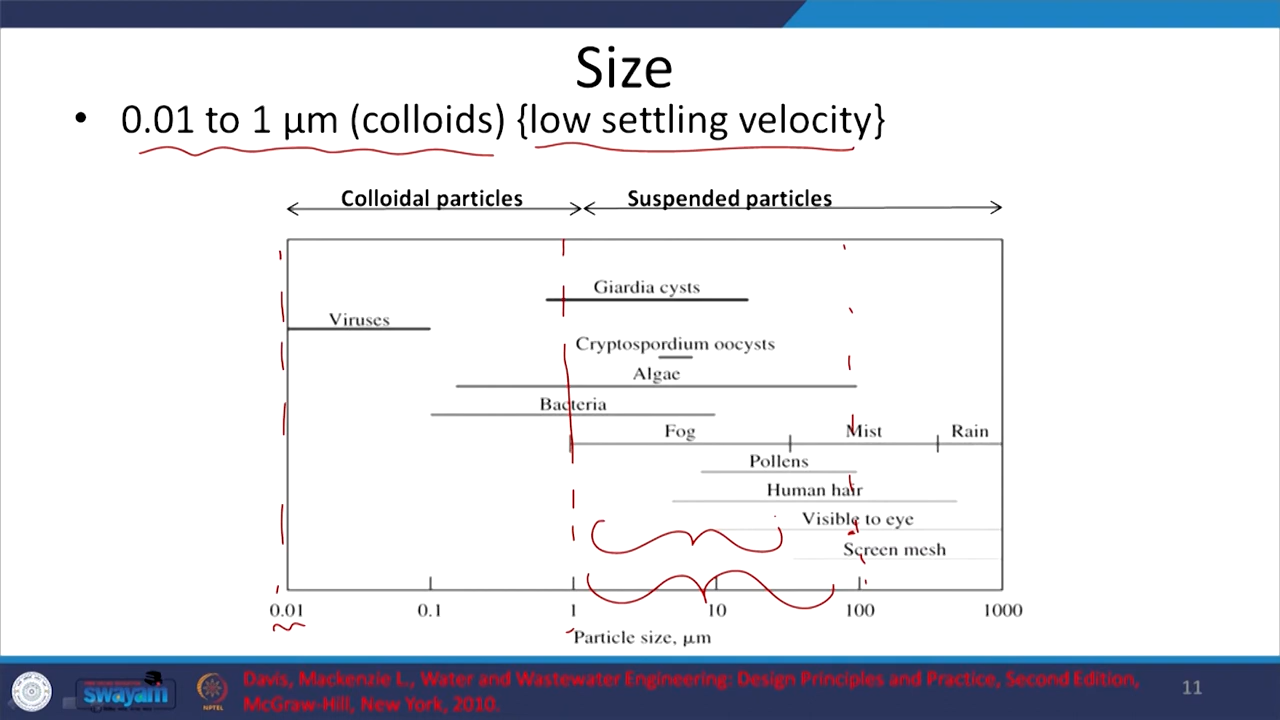 Size
• 0.01 to 1 µm (colloids) {low settling velocity}
Colloidal particles Suspended particles
Giardia cysts
Viruses
Cryptospordium oocysts
Algae
Bacteria
Fog Mist Rain
Pollens
Human hair
Visible to eye
Screen mesh
0.01 0.1 1 10 100 1000
Particle size, µm
swayam NPTEL Davis, Mackenzie L., Water and Wastewater Engineering: Design Principles and Practice, Second Edition,
McGraw-Hill, New York, 2010.
11